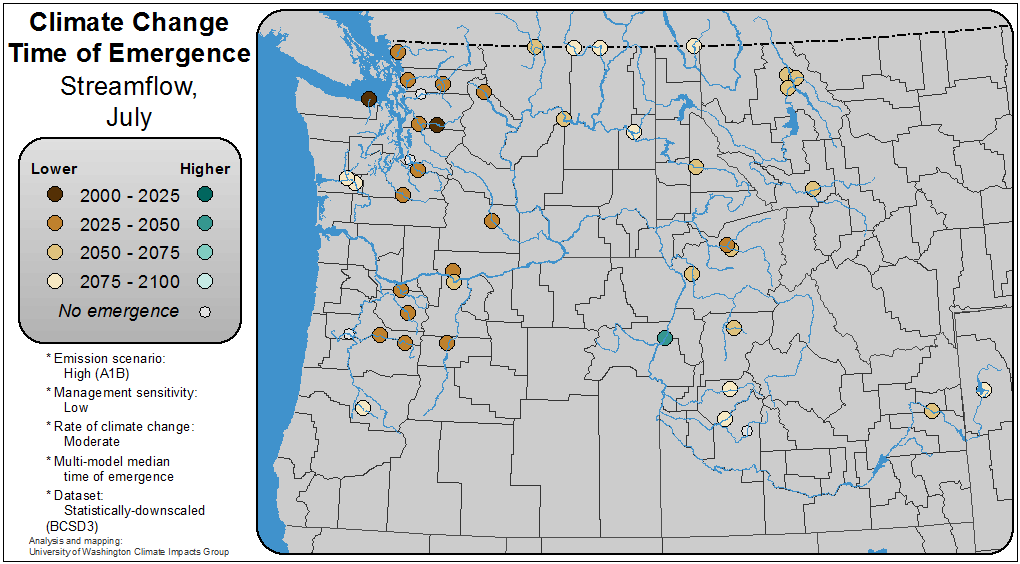 Climate Change
Time of Emergence
Streamflow,
July
Lower Higher
2000 - 2025
2025 - 2050
2050 - 2075
2075 - 2100
No emergence
* Emission scenario:
High (A1B)
* Management sensitivity:
Low
* Rate of climate change:
Moderate
* Multi-model median
time of emergence
* Dataset:
Statistically-downscaled
(BCSD3)
Analysis and mapping:
University of Washington Climate Impacts Group